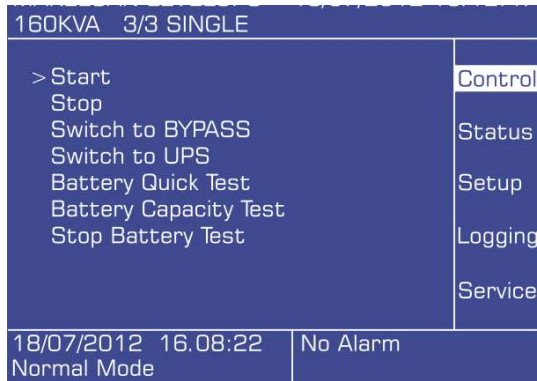 160KVA 3/3 SINGLE
>Start
Stop
Switch to BYPASS
Switch to UPS
Battery Quick Test
Battery Capacity Test
Stop Battery Test
Control
Status
Setup
Logging
Service
18/07/2012 16.08:22
Normal Mode
No Alarm